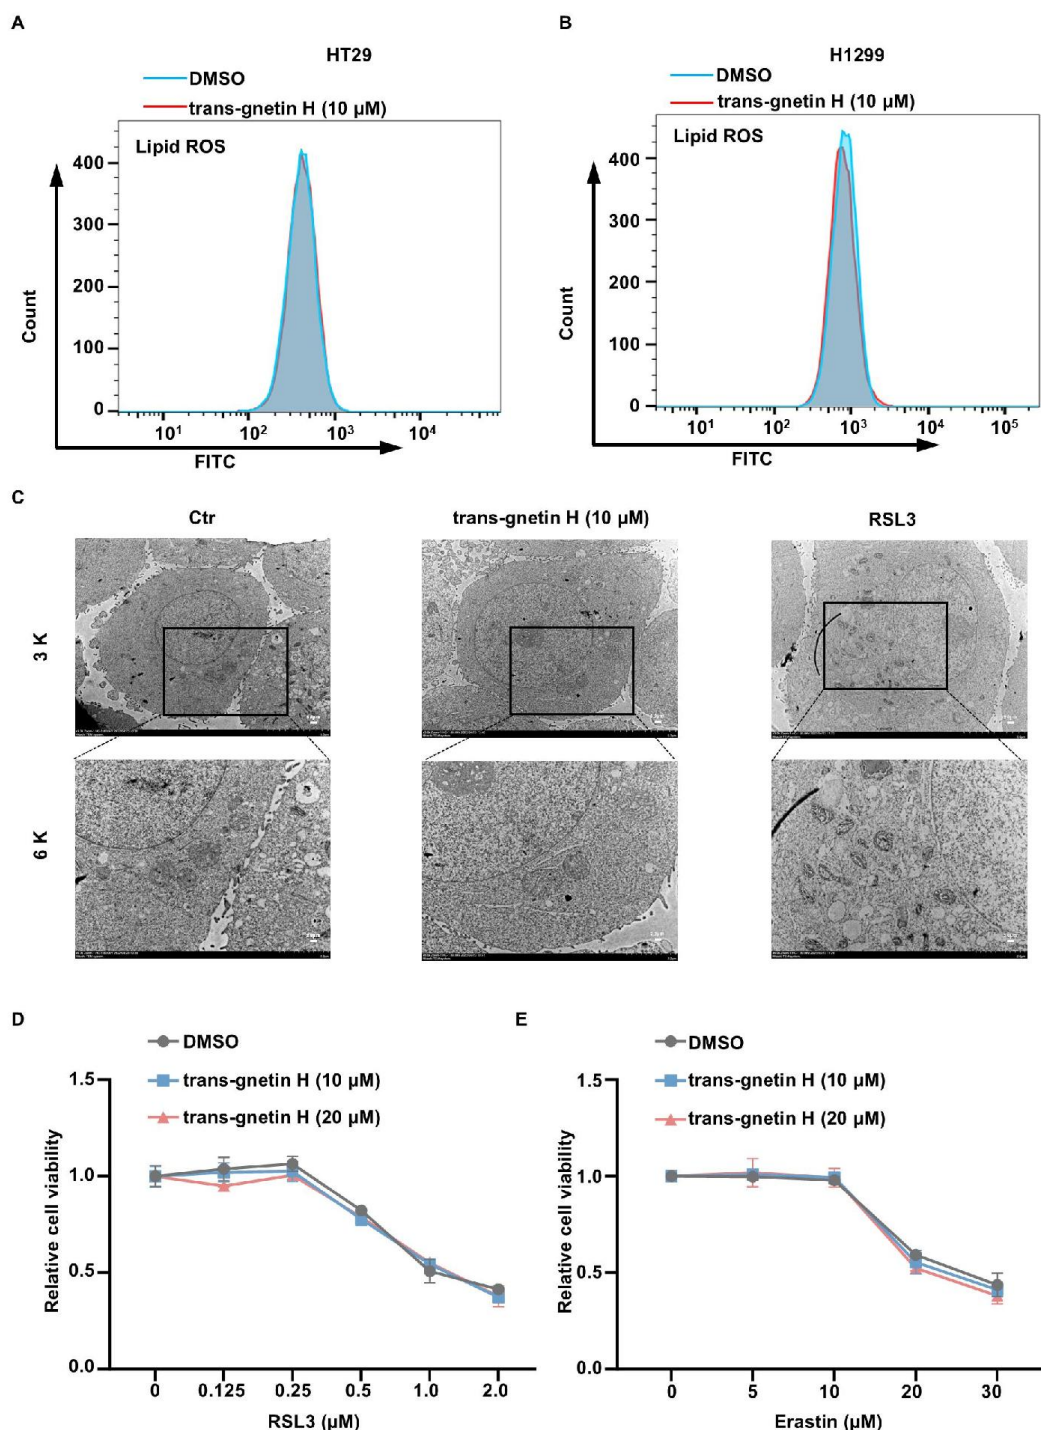 A
HT29
DMSO
trans-gnetin H (10 μM)
Lipid ROS
400
300
200
100
0
Count
10¹ 10² 10³ 10⁴
FITC
B
H1299
DMSO
trans-gnetin H (10 μM)
Lipid ROS
400
300
200
100
0
Count
10¹ 10² 10³ 10⁴ 10⁵
FITC
C
Ctr trans-gnetin H (10 μM) RSL3
3 K
6 K
D
DMSO
trans-gnetin H (10 μM)
trans-gnetin H (20 μM)
1.5
1.0
0.5
0.0
Relative cell viability
0 0.125 0.25 0.5 1.0 2.0
RSL3 (μM)
E
DMSO
trans-gnetin H (10 μM)
trans-gnetin H (20 μM)
1.5
1.0
0.5
0.0
Relative cell viability
0 5 10 20 30
Erastin (μM)